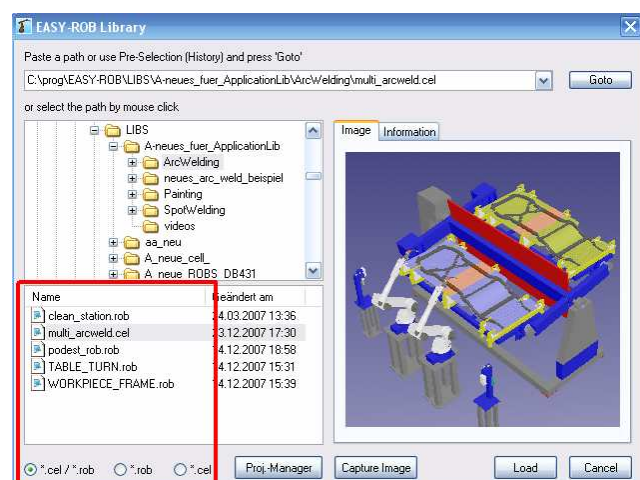 EASY-ROB Library
Paste a path or use Pre-Selection (History) and press 'Goto'
C:\prog\EASY-ROB\LIBS\A-neues_fuer_ApplicationLib\ArcWelding\multi_arcweld.cel
Goto
or select the path by mouse click
LIBS
A-neues_fuer_ApplicationLib
ArcWelding
neues_arc_weld_beispiel
Painting
SpotWelding
videos
aa_neu
A_neue_cell_
A_neue_ROBS_DB431
Image Information
Name
Geändert am
clean_station.rob 24.03.2007 13:36
multi_arcweld.cel 23.12.2007 17:30
podest_rob.rob 14.12.2007 18:58
TABLE_TURN.rob 14.12.2007 15:31
WORKPIECE_FRAME.rob 14.12.2007 15:39
*.cel / *.rob *.rob *.cel Proj.-Manager Capture Image Load Cancel